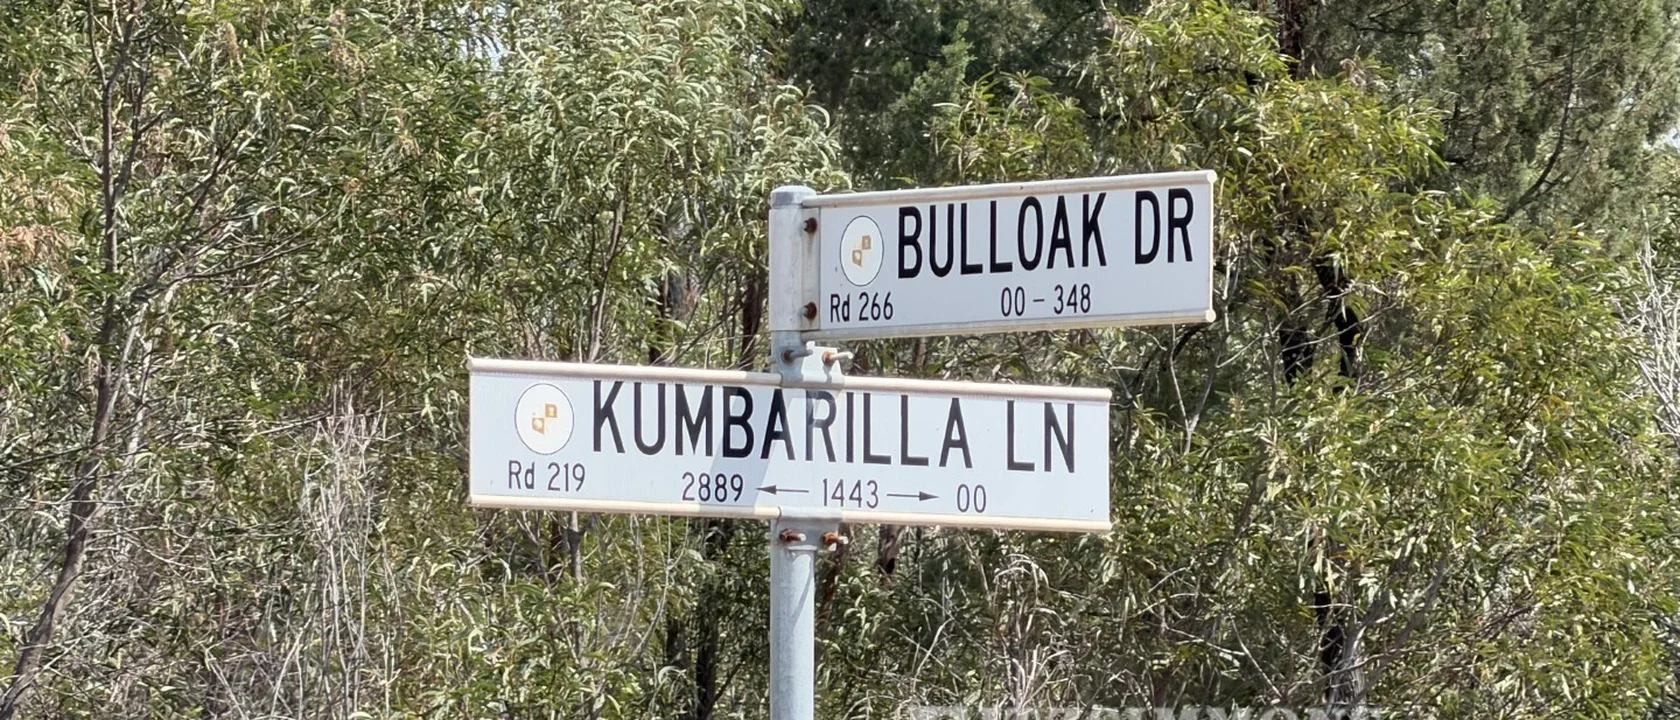 BULLOAK DR
Rd 266 00 - 348
KUMBARILLA LN
Rd 219 2889 ← 1443 → 00